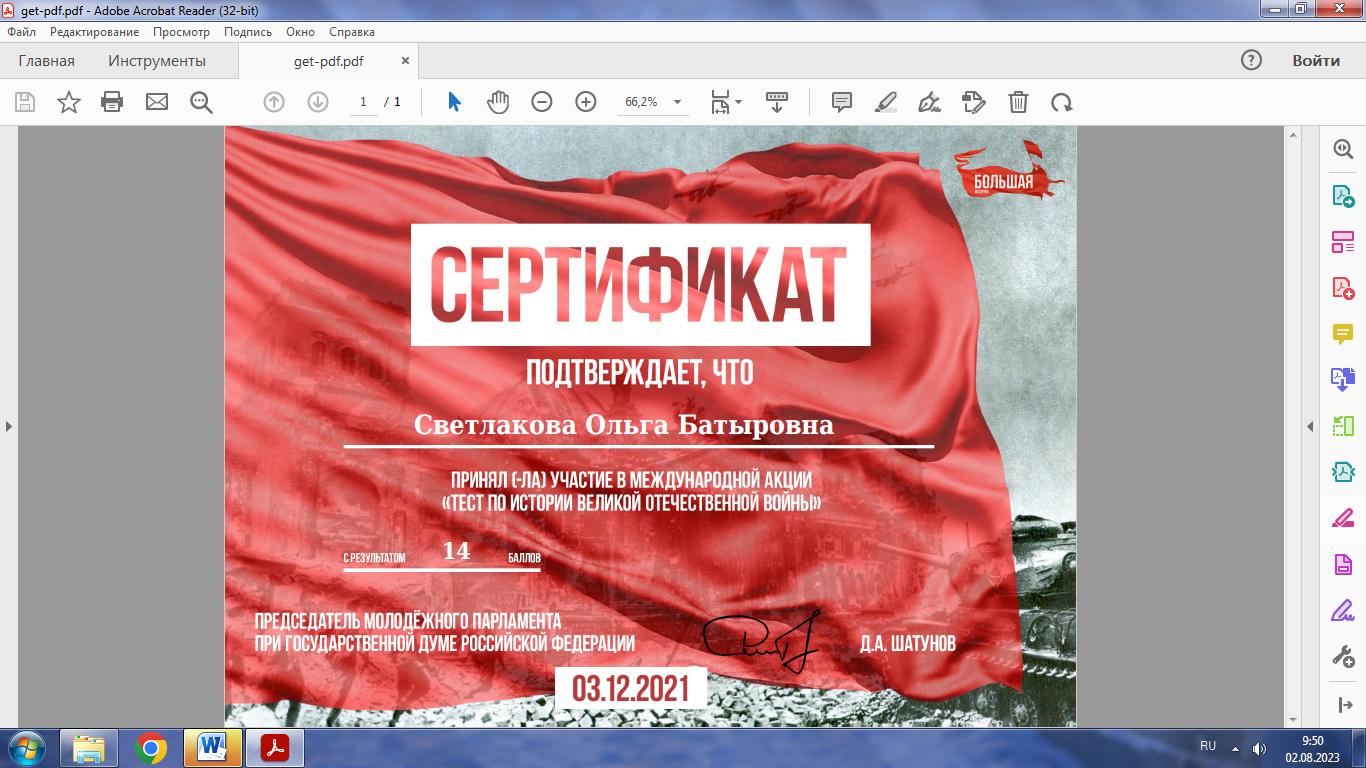 get-pdf.pdf - Adobe Acrobat Reader (32-bit)
Файл Редактирование Просмотр Подпись Окно Справка
Главная Инструменты get-pdf.pdf × ? Войти
1 / 1 66,2%
БОЛЬШАЯ
СЕРТИФИКАТ
ПОДТВЕРЖДАЕТ, ЧТО
Светлакова Ольга Батыровна
ПРИНЯЛ (-ЛА) УЧАСТИЕ В МЕЖДУНАРОДНОЙ АКЦИИ
«ТЕСТ ПО ИСТОРИИ ВЕЛИКОЙ ОТЕЧЕСТВЕННОЙ ВОЙНЫ»
С РЕЗУЛЬТАТОМ 14 БАЛЛОВ
ПРЕДСЕДАТЕЛЬ МОЛОДЁЖНОГО ПАРЛАМЕНТА
ПРИ ГОСУДАРСТВЕННОЙ ДУМЕ РОССИЙСКОЙ ФЕДЕРАЦИИ Д.А. ШАТУНОВ
03.12.2021
RU 9:50
02.08.2023